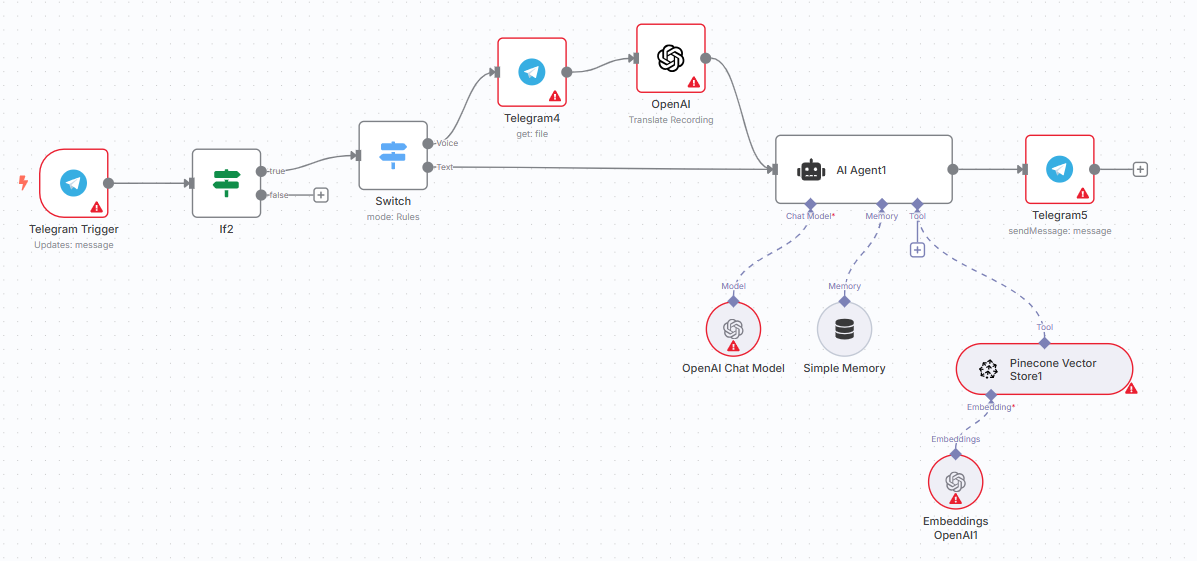 Telegram4
get: file
OpenAI
Translate Recording
Telegram Trigger
Updates: message
If2
true
false
Switch
mode: Rules
Voice
Text
AI Agent1
Chat Model*
Memory
Tool
Telegram5
sendMessage: message
Model
OpenAI Chat Model
Memory
Simple Memory
Tool
Pinecone Vector
Store1
Embedding*
Embeddings
Embeddings
OpenAI1